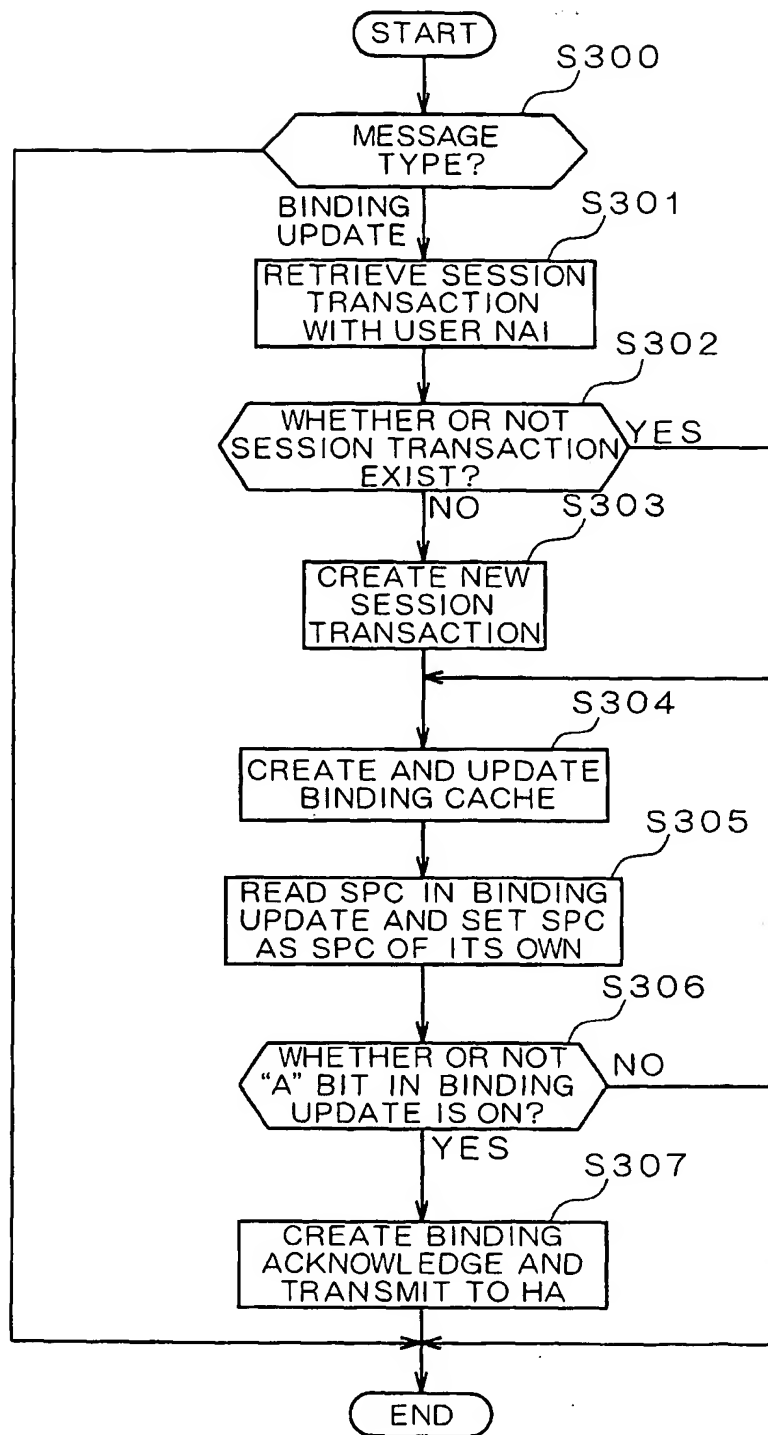 START
S300
MESSAGE
TYPE?
BINDING
UPDATE
S301
RETRIEVE SESSION
TRANSACTION
WITH USER NAI
S302
WHETHER OR NOT
SESSION TRANSACTION
EXIST?
YES
NO
S303
CREATE NEW
SESSION
TRANSACTION
S304
CREATE AND UPDATE
BINDING CACHE
S305
READ SPC IN BINDING
UPDATE AND SET SPC
AS SPC OF ITS OWN
S306
WHETHER OR NOT
“A” BIT IN BINDING
UPDATE IS ON?
NO
YES
S307
CREATE BINDING
ACKNOWLEDGE AND
TRANSMIT TO HA
END